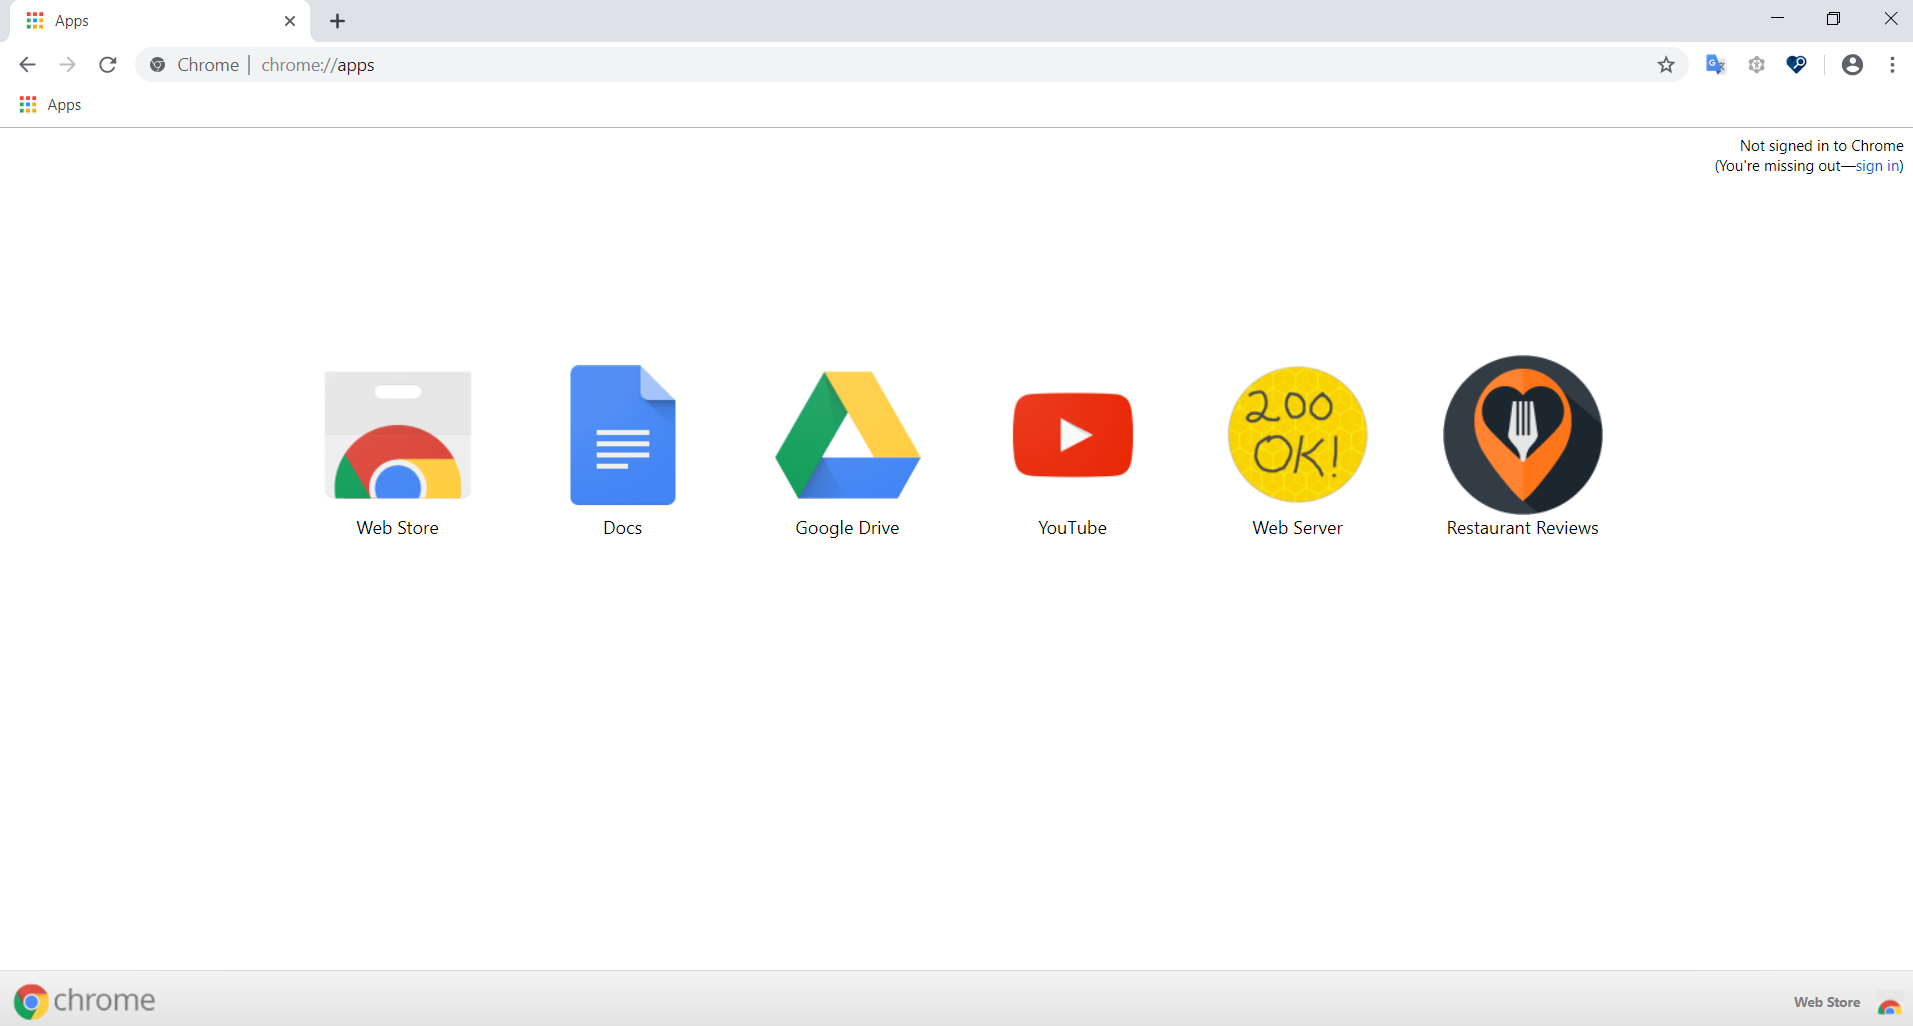 Apps
Chrome | chrome://apps
Apps
Not signed in to Chrome
(You're missing out—sign in)
200
OK!
Web Store
Docs
Google Drive
YouTube
Web Server
Restaurant Reviews
chrome
Web Store